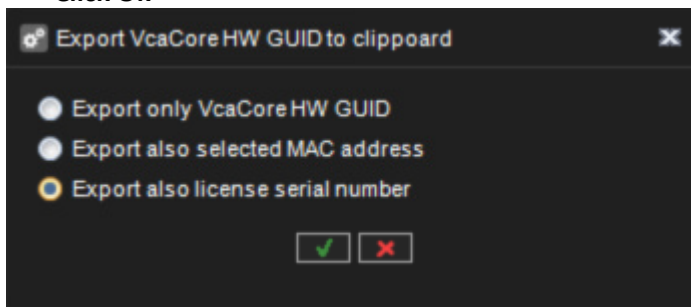 Export VcaCore HW GUID to clippoard
Export only VcaCore HW GUID
Export also selected MAC address
Export also license serial number